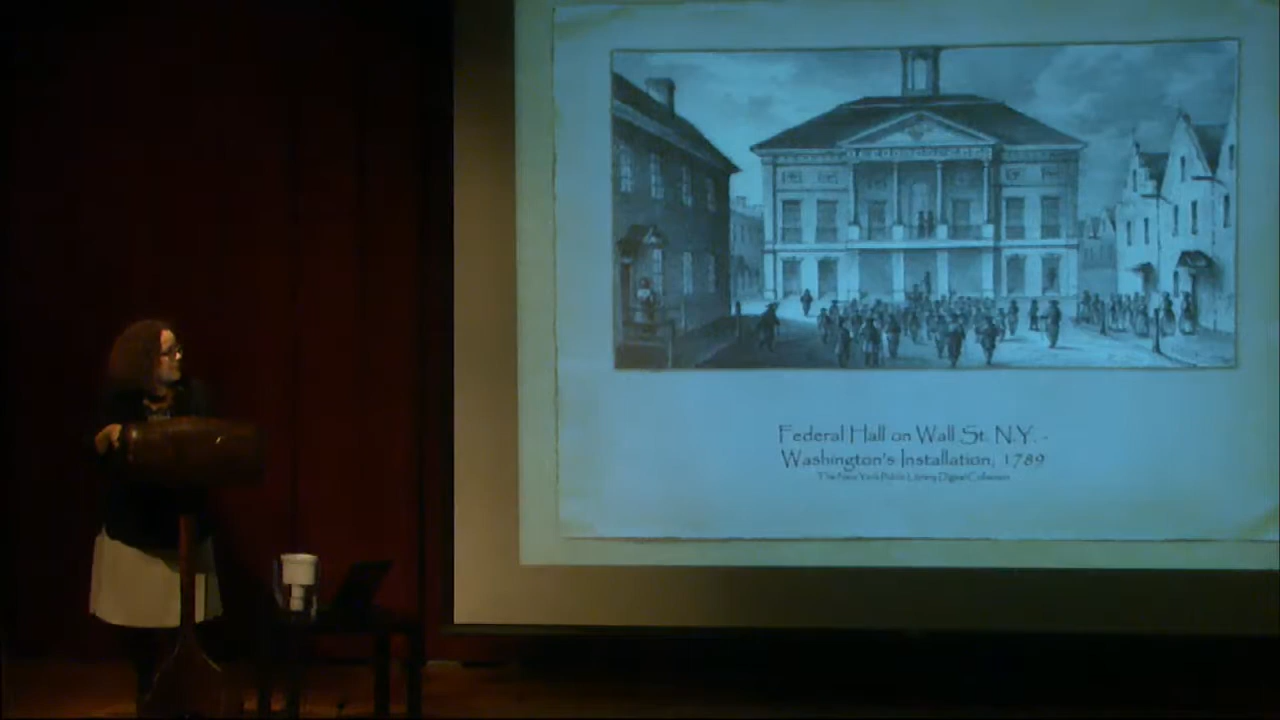 Federal Hall on Wall St. N.Y. -
Washington's Installation, 1789
The New York Public Library Digital Collection